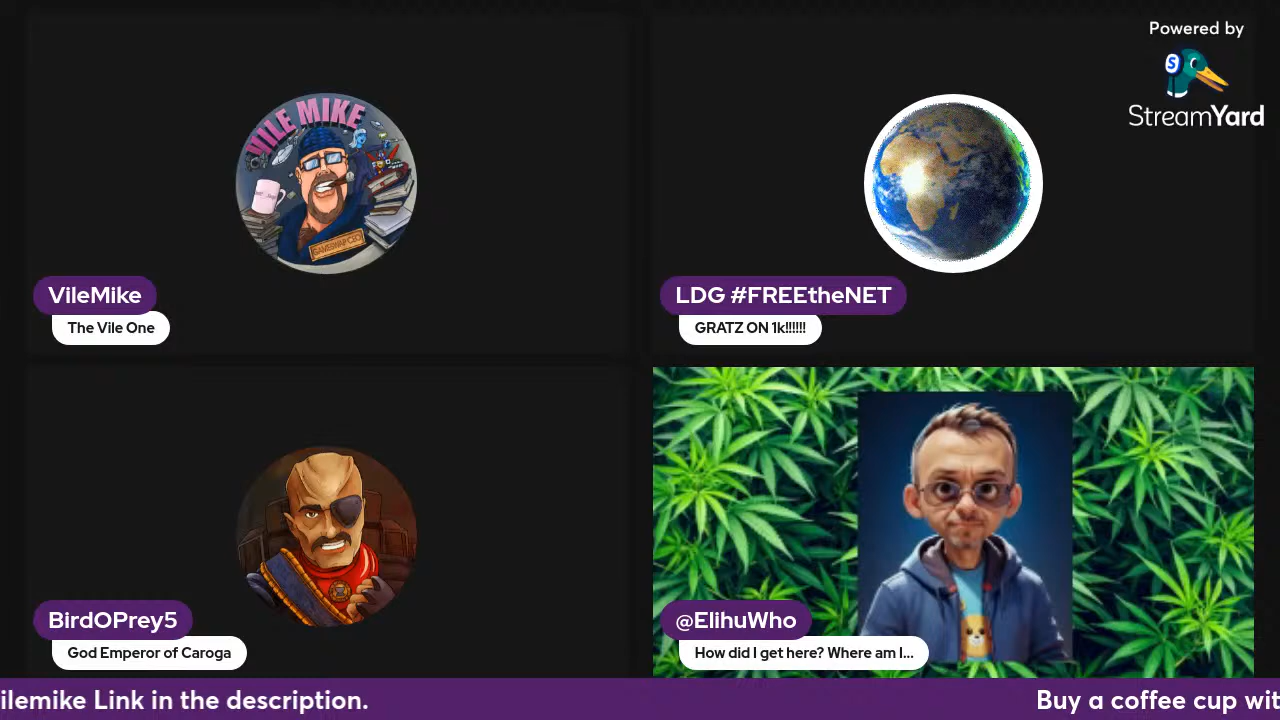 Powered by
S
StreamYard
VILE MIKE
VileMike
The Vile One
LDG #FREEtheNET
GRATZ ON 1k!!!!!!
BirdOPrey5
God Emperor of Caroga
@ElihuWho
How did I get here? Where am I...
ilemike Link in the description.
Buy a coffee cup wit